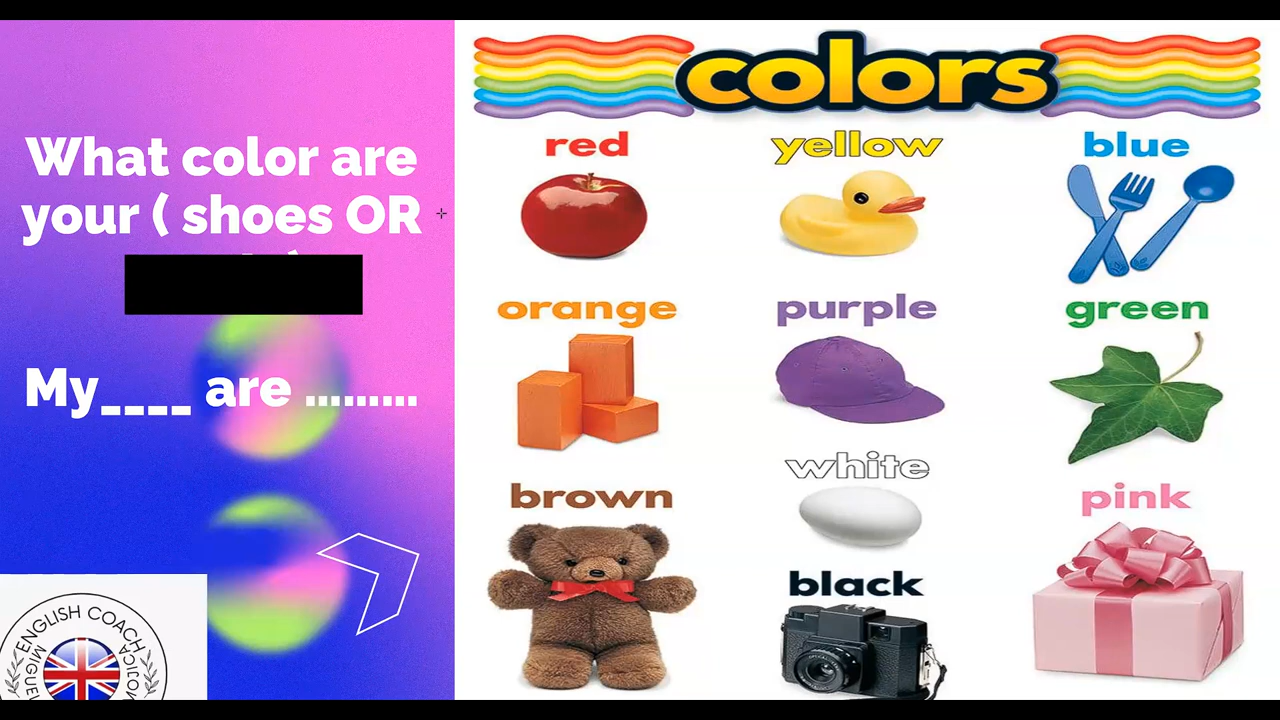 What color are
your ( shoes OR
My____ are .........
ENGLISH COACH
colors
red
yellow
blue
orange
purple
green
white
brown
pink
black